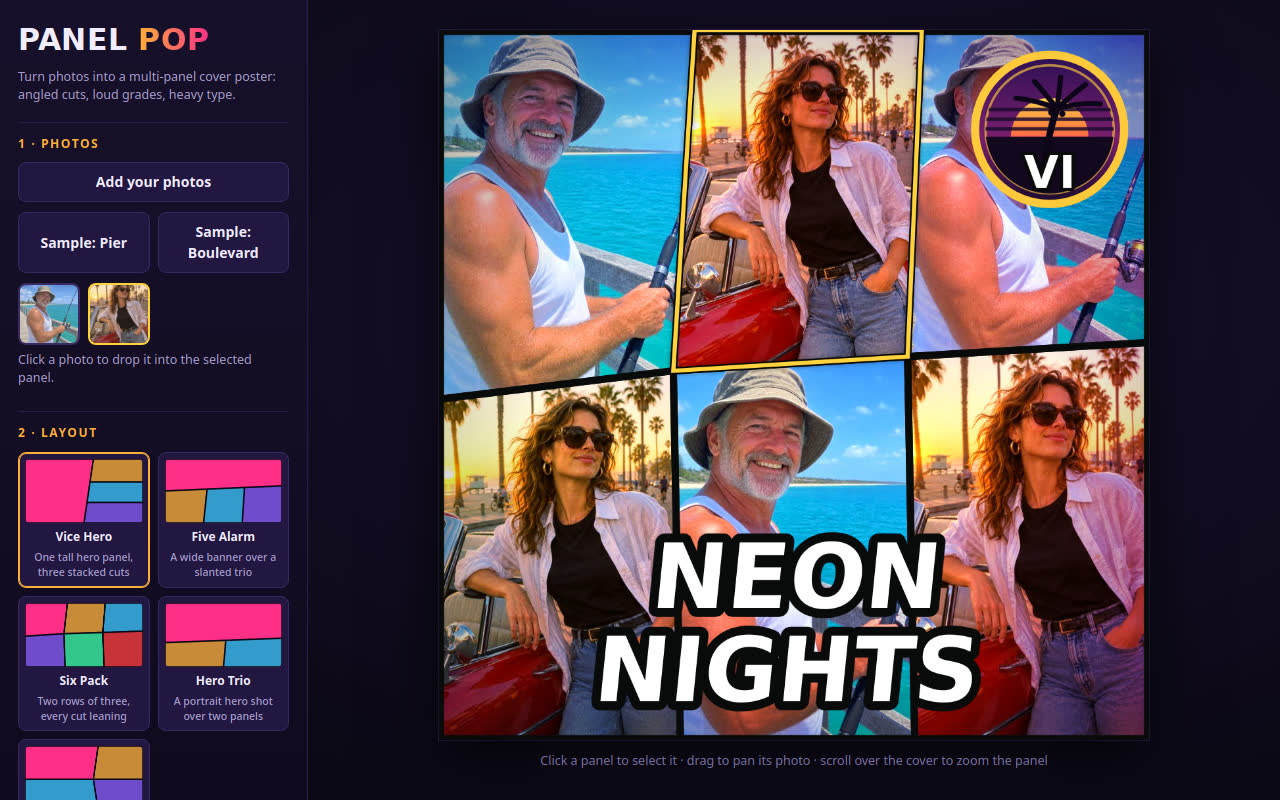 PANEL POP
Turn photos into a multi-panel cover poster:
angled cuts, loud grades, heavy type.
1 · PHOTOS
Add your photos
Sample: Pier
Sample:
Boulevard
Click a photo to drop it into the selected
panel.
2 · LAYOUT
Vice Hero
One tall hero panel,
three stacked cuts
Five Alarm
A wide banner over a
slanted trio
Six Pack
Two rows of three,
every cut leaning
Hero Trio
A portrait hero shot
over two panels
VI
NEON
NIGHTS
Click a panel to select it · drag to pan its photo · scroll over the cover to zoom the panel